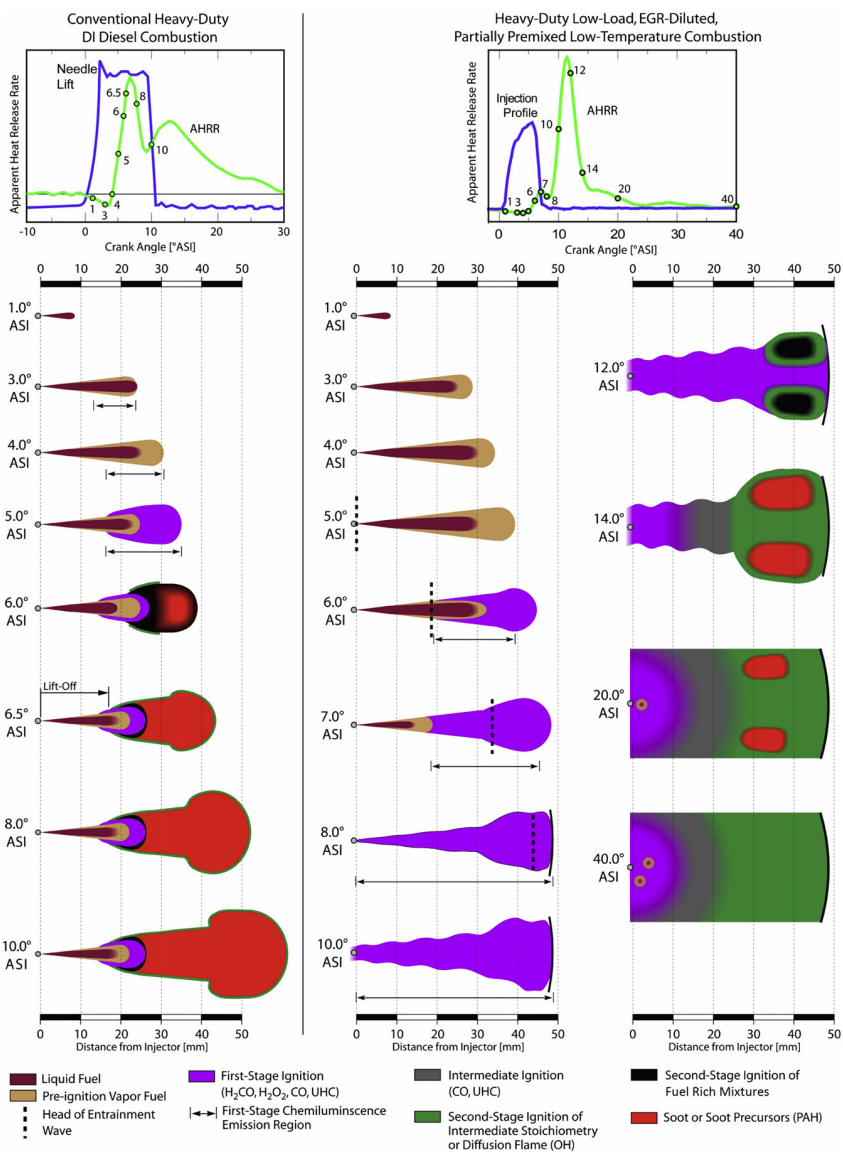 Conventional Heavy-Duty
DI Diesel Combustion
Heavy-Duty Low-Load, EGR-Diluted,
Partially Premixed Low-Temperature Combustion
Apparent Heat Release Rate
Needle
Lift
6.5
8
6
AHRR
10
5
4
1
3
-10 0 10 20 30
Crank Angle [°ASI]
Apparent Heat Release Rate
Injection
Profile
12
AHRR
10
14
7
6
8
20
40
1 3
0 10 20 30 40
Crank Angle [°ASI]
0 10 20 30 40 50
0 10 20 30 40 50
0 10 20 30 40 50
1.0°
ASI
3.0°
ASI
4.0°
ASI
5.0°
ASI
6.0°
ASI
Lift-Off
6.5°
ASI
8.0°
ASI
10.0°
ASI
0 10 20 30 40 50
Distance from Injector [mm]
1.0°
ASI
3.0°
ASI
4.0°
ASI
5.0°
ASI
6.0°
ASI
7.0°
ASI
8.0°
ASI
10.0°
ASI
0 10 20 30 40 50
Distance from Injector [mm]
12.0°
ASI
14.0°
ASI
20.0°
ASI
40.0°
ASI
0 10 20 30 40 50
Distance from Injector [mm]
Liquid Fuel
Pre-ignition Vapor Fuel
Head of Entrainment
Wave
First-Stage Ignition
(H₂CO, H₂O₂, CO, UHC)
First-Stage Chemiluminscence
Emission Region
Intermediate Ignition
(CO, UHC)
Second-Stage Ignition of
Intermediate Stoichiometry
or Diffusion Flame (OH)
Second-Stage Ignition of
Fuel Rich Mixtures
Soot or Soot Precursors (PAH)